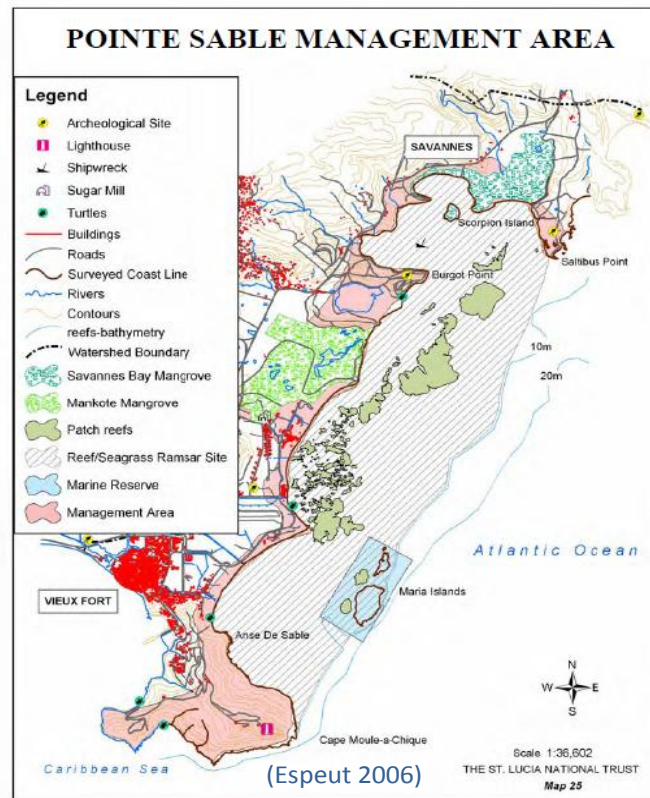 POINTE SABLE MANAGEMENT AREA
Legend
Archeological Site
Lighthouse
Shipwreck
Sugar Mill
Turtles
Buildings
Roads
Surveyed Coast Line
Rivers
Contours
reefs-bathymetry
Watershed Boundary
Savannes Bay Mangrove
Mankote Mangrove
Patch reefs
Reef/Seagrass Ramsar Site
Marine Reserve
Management Area
SAVANNES
Scorpion Island
Saltibus Point
Burgot Point
10m
20m
Atlantic Ocean
Maria Islands
VIEUX FORT
Anse De Sable
N
W E
S
Cape Moule-a-Chique
Caribbean Sea
(Espeut 2006)
Scale 1:36,602
THE ST. LUCIA NATIONAL TRUST
Map 25